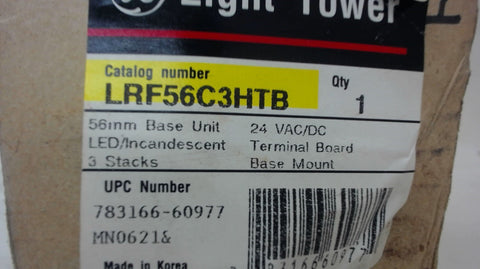 Light Tower
Catalog number
Qty
LRF56C3HTB
1
56mm Base Unit 24 VAC/DC
LED/Incandescent Terminal Board
3 Stacks Base Mount
UPC Number
783166-60977
MN0621&
Made in Korea